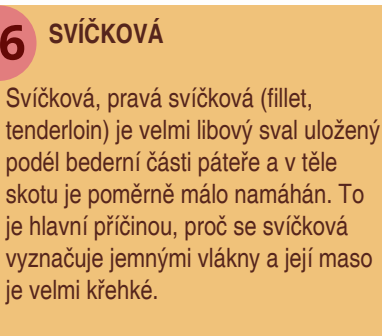 6 SVÍČKOVÁ
Svíčková, pravá svíčková (fillet,
tenderloin) je velmi libový sval uložený
podél bederní části páteře a v těle
skotu je poměrně málo namáhán. To
je hlavní příčinou, proč se svíčková
vyznačuje jemnými vlákny a její maso
je velmi křehké.